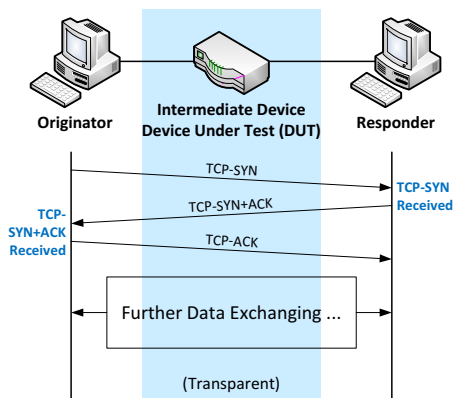 Originator
Intermediate Device
Device Under Test (DUT)
Responder
TCP-SYN
TCP-SYN
Received
TCP-SYN+ACK
TCP-
SYN+ACK
Received
TCP-ACK
Further Data Exchanging ...
(Transparent)